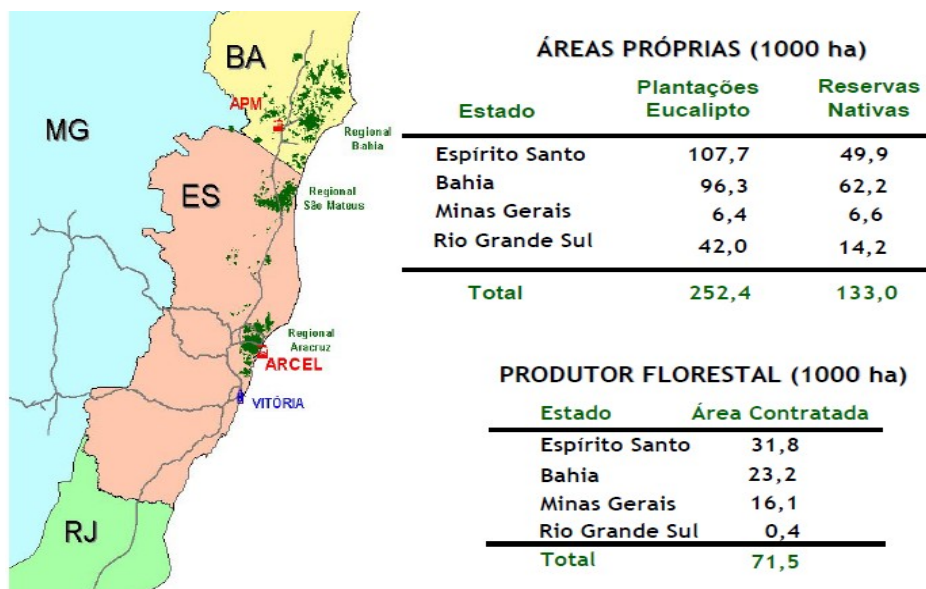 BA
APM
MG
Regional
Bahia
ES
Regional
São Mateus
Regional
Aracruz
ARCEL
VITÓRIA
RJ
ÁREAS PRÓPRIAS (1000 ha)
Estado Plantações Eucalipto Reservas Nativas
Espírito Santo 107,7 49,9
Bahia 96,3 62,2
Minas Gerais 6,4 6,6
Rio Grande Sul 42,0 14,2
Total 252,4 133,0
PRODUTOR FLORESTAL (1000 ha)
Estado Área Contratada
Espírito Santo 31,8
Bahia 23,2
Minas Gerais 16,1
Rio Grande Sul 0,4
Total 71,5